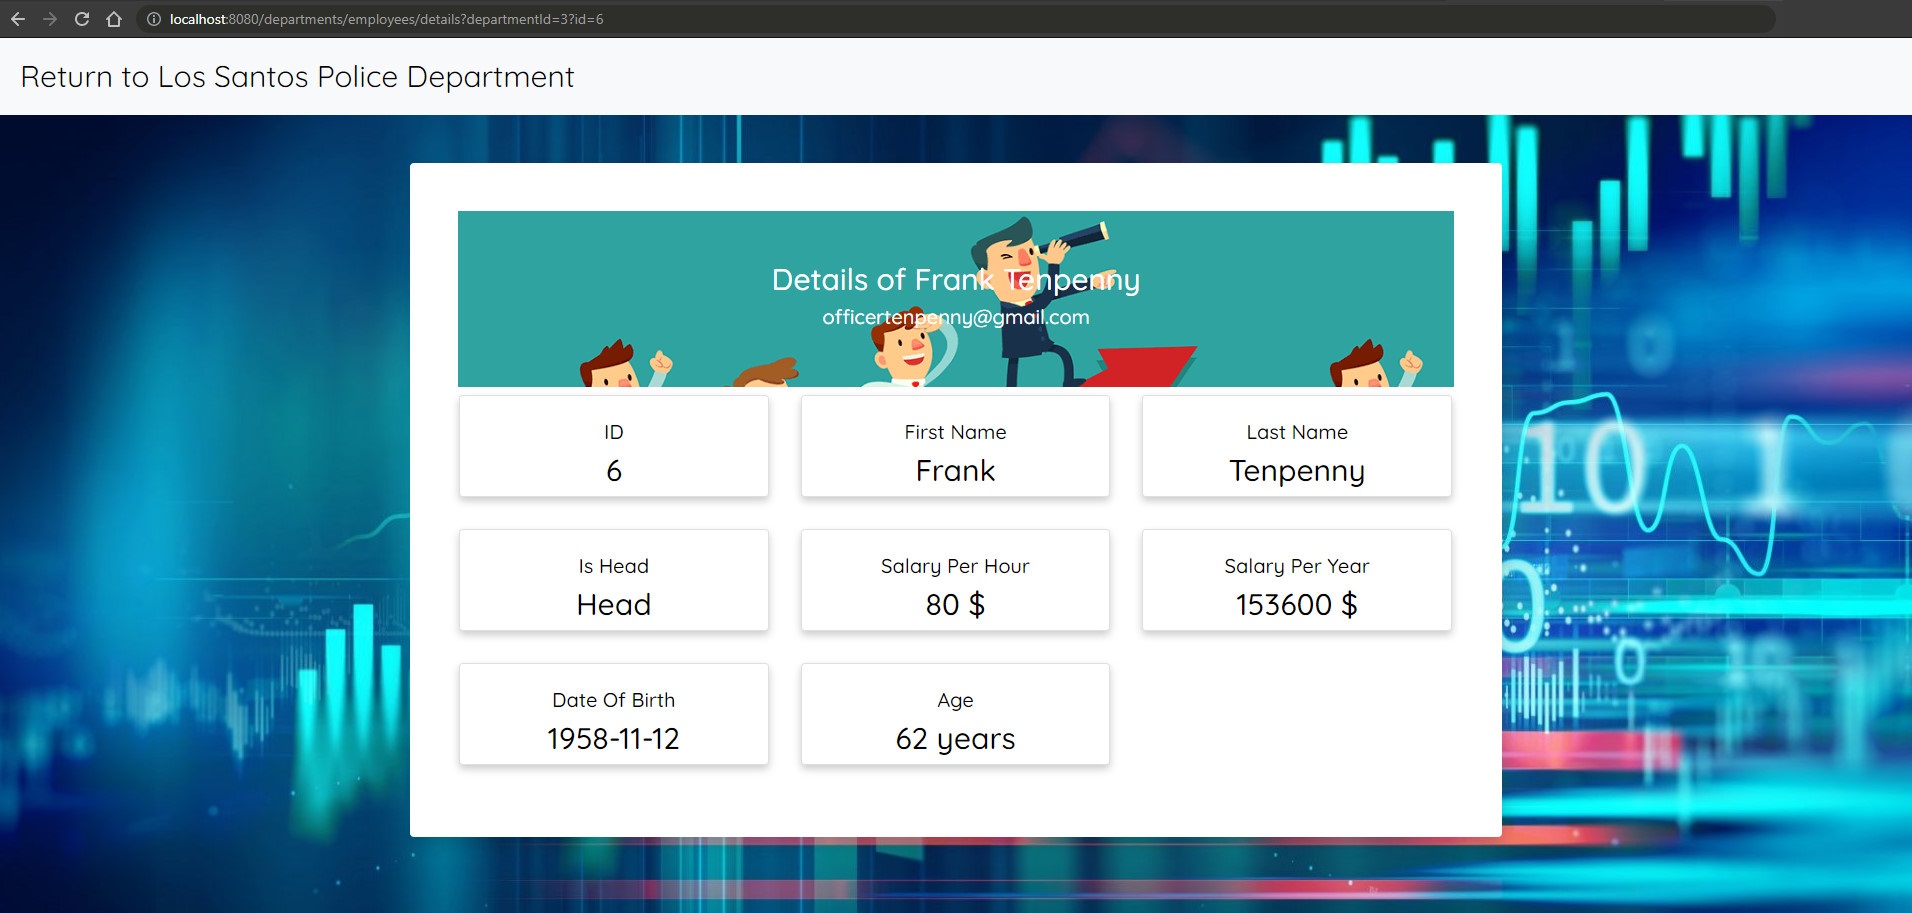 localhost:8080/departments/employees/details?departmentId=3?id=6
Return to Los Santos Police Department
Details of Frank Tenpenny
officertenpenny@gmail.com
ID
6
First Name
Frank
Last Name
Tenpenny
Is Head
Head
Salary Per Hour
80 $
Salary Per Year
153600 $
Date Of Birth
1958-11-12
Age
62 years